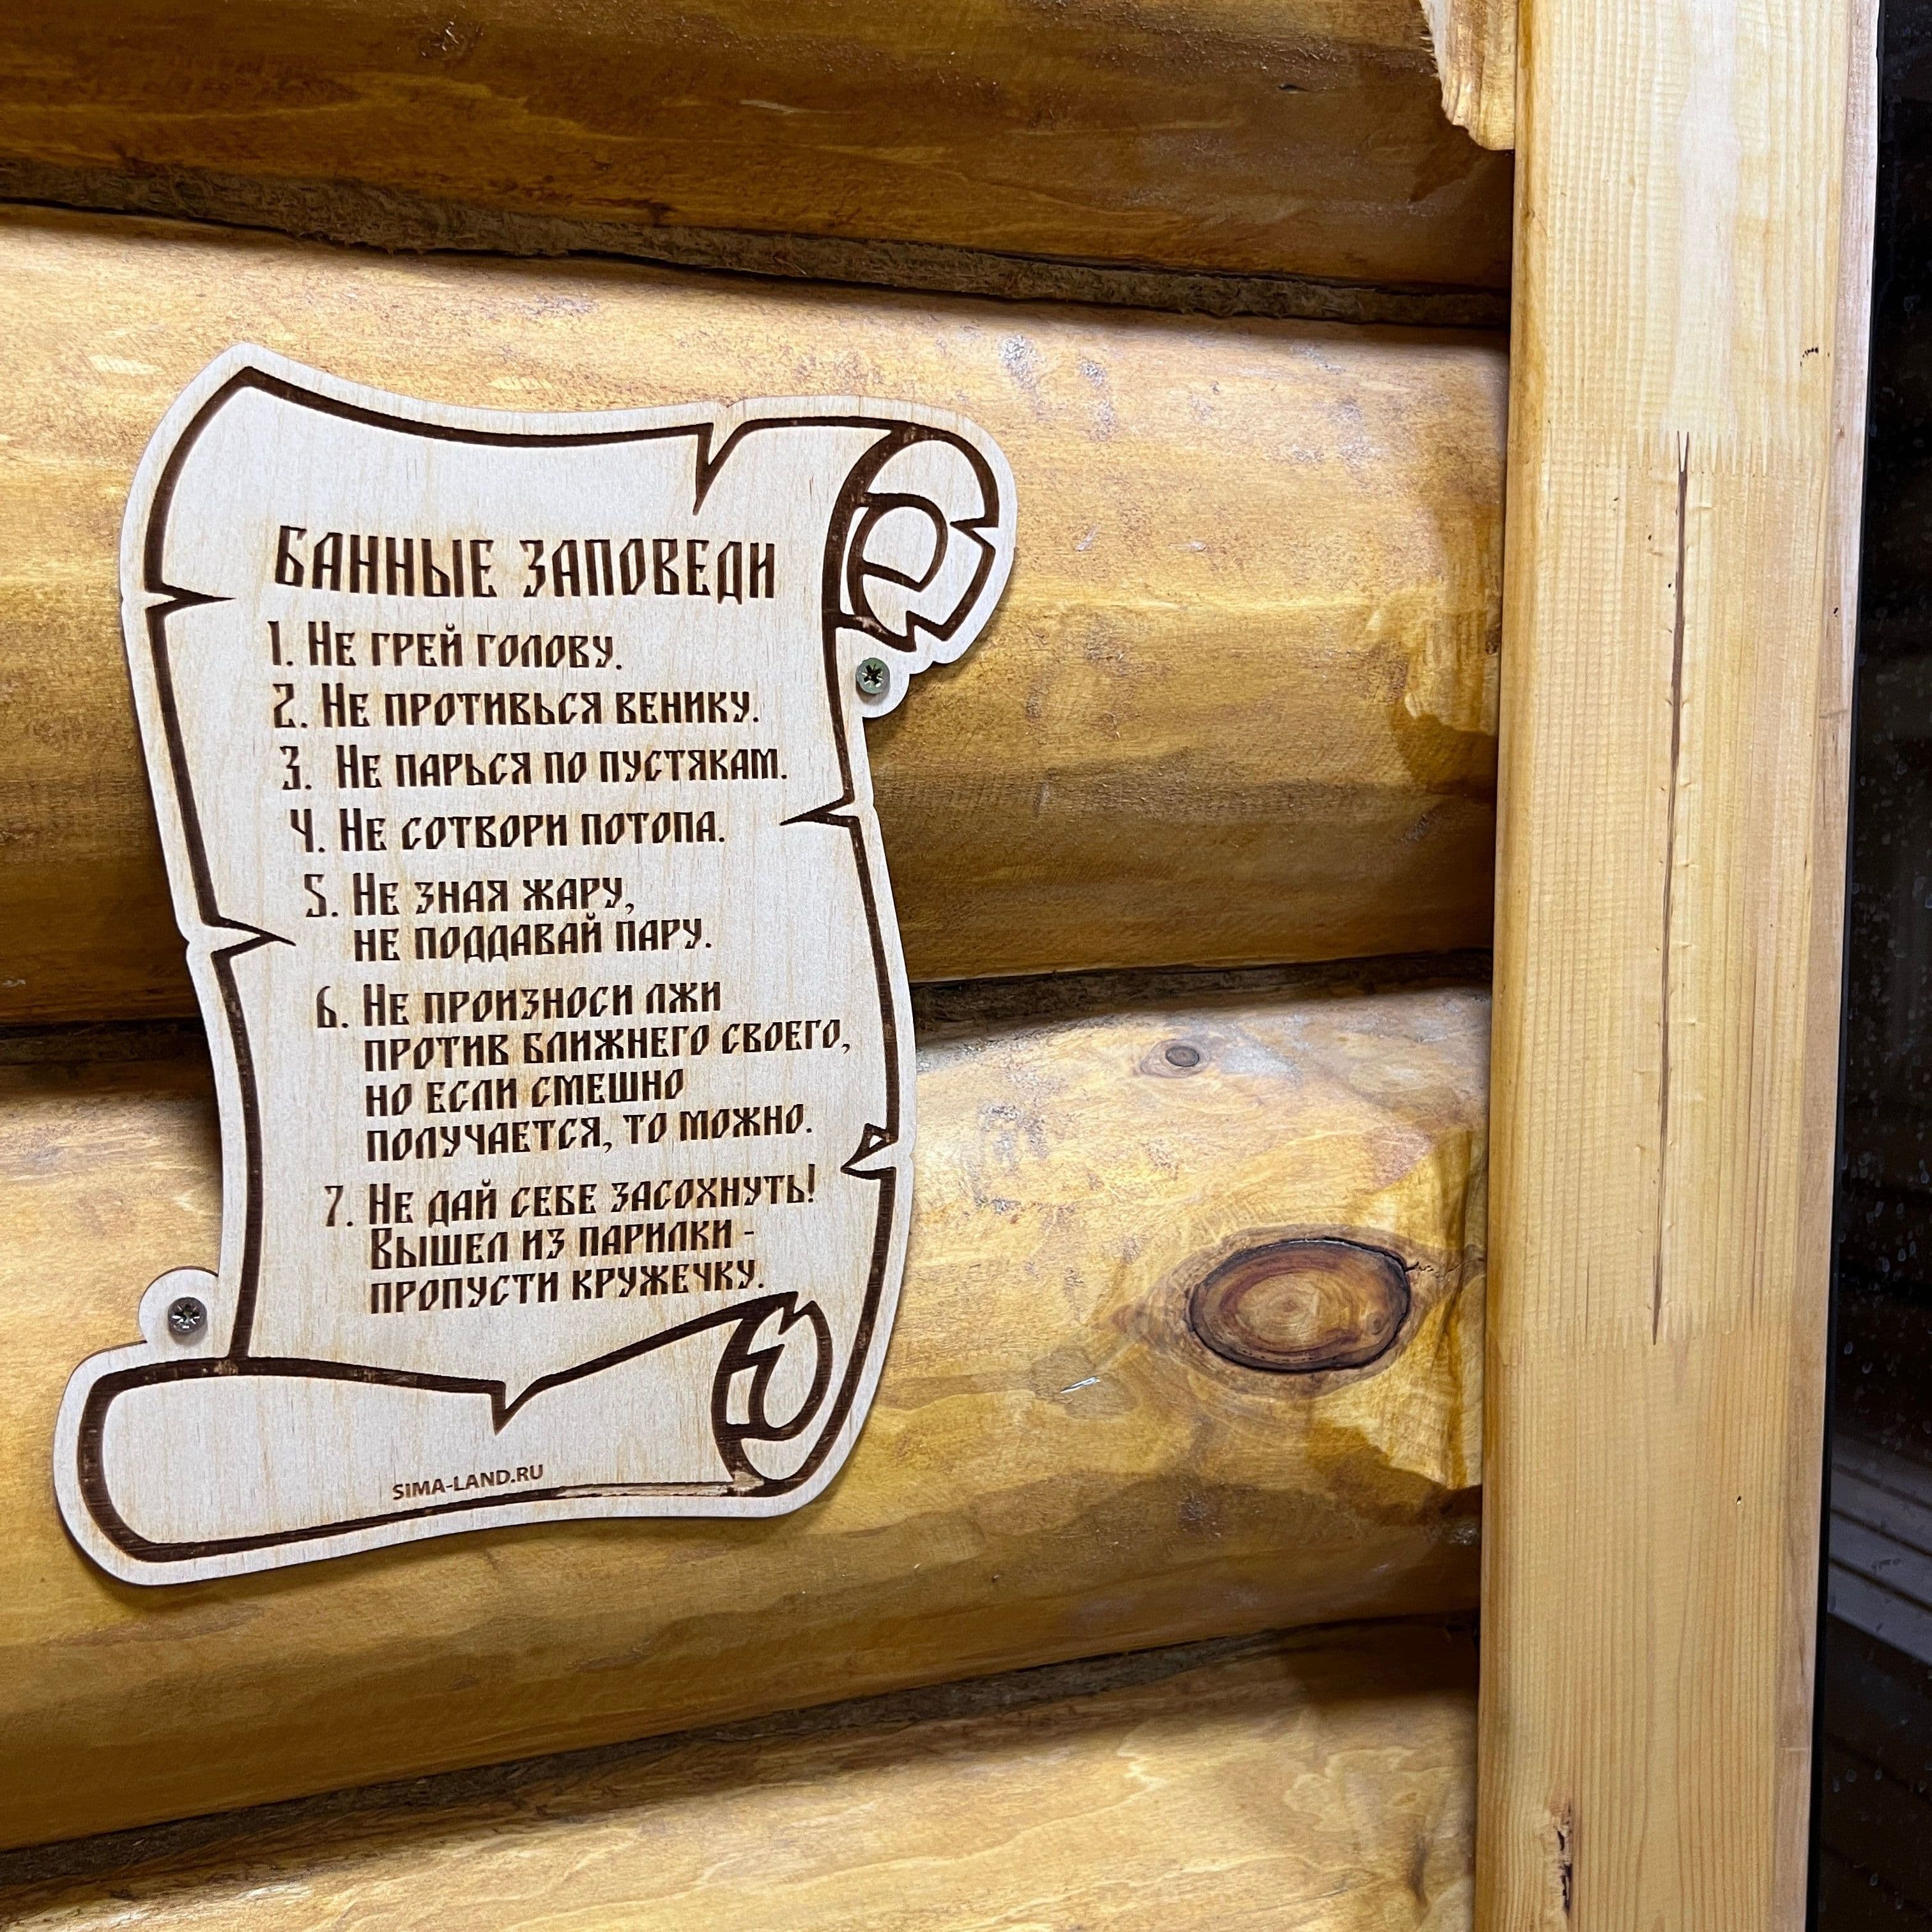 БАННЫЕ ЗАПОВЕДИ
1. НЕ ГРЕЙ ГОЛОВУ.
2. НЕ ПРОТИВЬСЯ ВЕНИКУ.
3. НЕ ПАРЬСЯ ПО ПУСТЯКАМ.
4. НЕ СОТВОРИ ПОТОПА.
5. НЕ ЗНАЯ ЖАРУ,
НЕ ПОДДАВАЙ ПАРУ.
6. НЕ ПРОИЗНОСИ ЛЖИ
ПРОТИВ БЛИЖНЕГО СВОЕГО,
НО ЕСЛИ СМЕШНО
ПОЛУЧАЕТСЯ, ТО МОЖНО.
7. НЕ ДАЙ СЕБЕ ЗАСОХНУТЬ!
ВЫШЕЛ ИЗ ПАРИЛКИ -
ПРОПУСТИ КРУЖЕЧКУ.
SIMA-LAND.RU